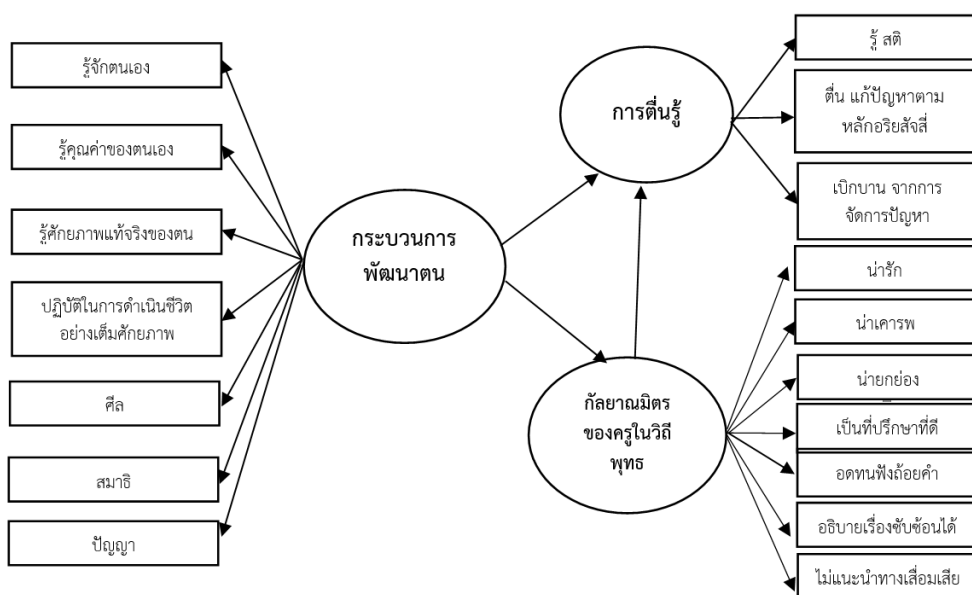 รู้จักตนเอง
รู้คุณค่าของตนเอง
รู้ศักยภาพแท้จริงของตน
ปฏิบัติในการดำเนินชีวิต
อย่างเต็มศักยภาพ
ศีล
สมาธิ
ปัญญา
กระบวนการ
พัฒนาตน
การตื่นรู้
กัลยาณมิตร
ของครูในวิถี
พุทธ
รู้ สติ
ตื่น แก้ปัญหาตาม
หลักอริยสัจสี่
เบิกบาน จากการ
จัดการปัญหา
น่ารัก
น่าเคารพ
น่ายกย่อง
เป็นที่ปรึกษาที่ดี
อดทนฟังถ้อยคำ
อธิบายเรื่องซับซ้อนได้
ไม่แนะนำทางเสื่อมเสีย